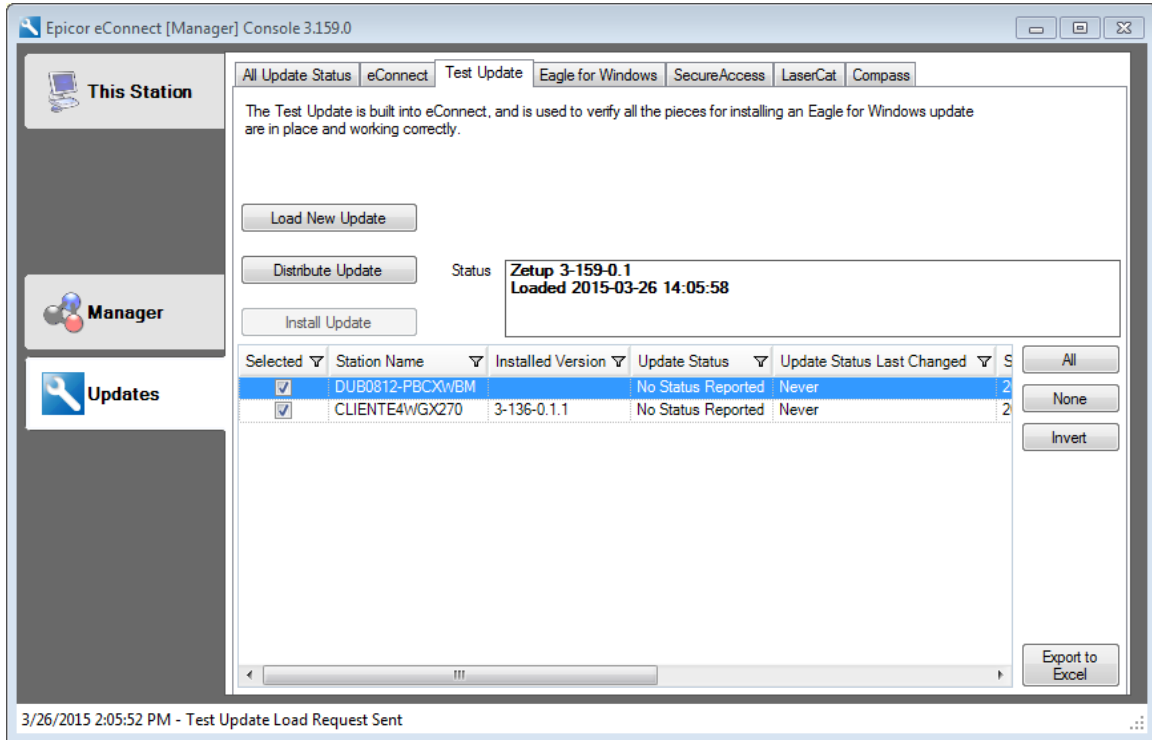 Epicor eConnect [Manager] Console 3.159.0
This Station
Manager
Updates
All Update Status eConnect Test Update Eagle for Windows SecureAccess LaserCat Compass
The Test Update is built into eConnect, and is used to verify all the pieces for installing an Eagle for Windows update
are in place and working correctly.
Load New Update
Distribute Update
Install Update
Status
Zetup 3-159-0.1
Loaded 2015-03-26 14:05:58
Selected Station Name Installed Version Update Status Update Status Last Changed S
DUB0812-PBCXWBM No Status Reported Never 2
CLIENTE4WGX270 3-136-0.1.1 No Status Reported Never 2
All
None
Invert
Export to
Excel
3/26/2015 2:05:52 PM - Test Update Load Request Sent